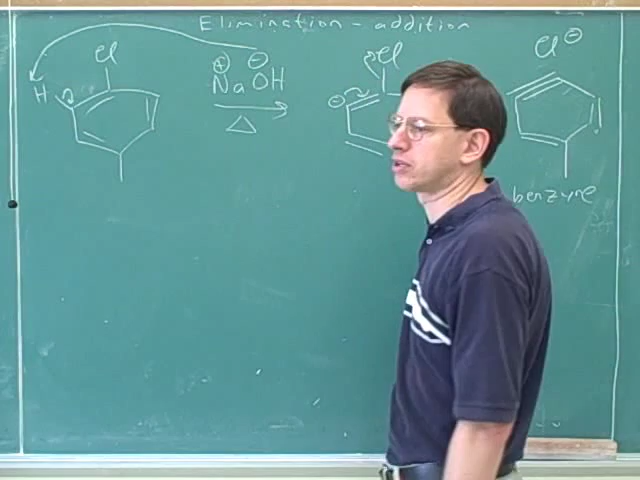 Elimination - addition
Cl
H
⊕ ⊖
NaOH
△
⊖
Cl
Cl ⊖
benzyne